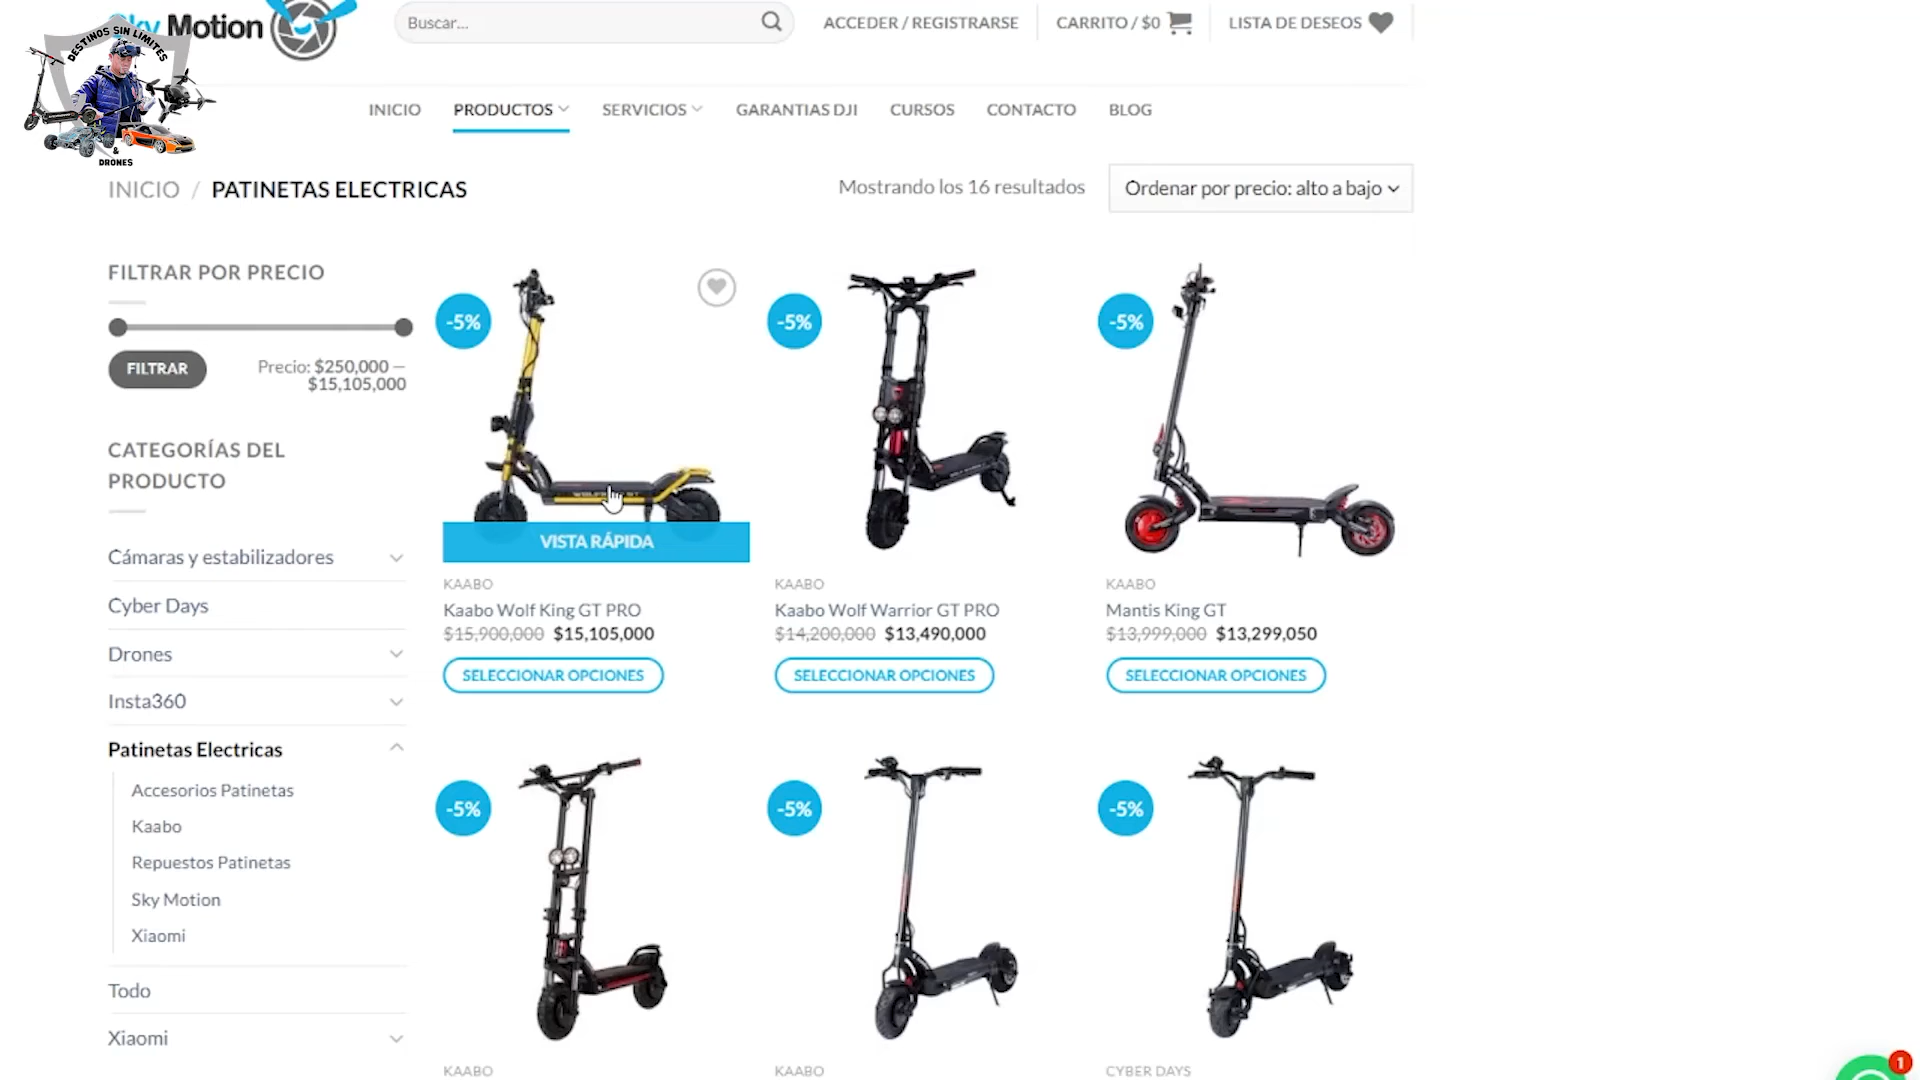 Sky Motion
DESTINOS SIN LÍMITES
&
DRONES
Buscar...
ACCEDER / REGISTRARSE
CARRITO / $0
LISTA DE DESEOS
INICIO
PRODUCTOS
SERVICIOS
GARANTIAS DJI
CURSOS
CONTACTO
BLOG
INICIO / PATINETAS ELECTRICAS
Mostrando los 16 resultados
Ordenar por precio: alto a bajo
FILTRAR POR PRECIO
FILTRAR
Precio: $250,000 —
$15,105,000
CATEGORÍAS DEL
PRODUCTO
Cámaras y estabilizadores
Cyber Days
Drones
Insta360
Patinetas Electricas
Accesorios Patinetas
Kaabo
Repuestos Patinetas
Sky Motion
Xiaomi
Todo
Xiaomi
-5%
VISTA RÁPIDA
KAABO
Kaabo Wolf King GT PRO
$15,900,000 $15,105,000
SELECCIONAR OPCIONES
-5%
KAABO
Kaabo Wolf Warrior GT PRO
$14,200,000 $13,490,000
SELECCIONAR OPCIONES
-5%
KAABO
Mantis King GT
$13,999,000 $13,299,050
SELECCIONAR OPCIONES
-5%
KAABO
-5%
KAABO
-5%
CYBER DAYS
1